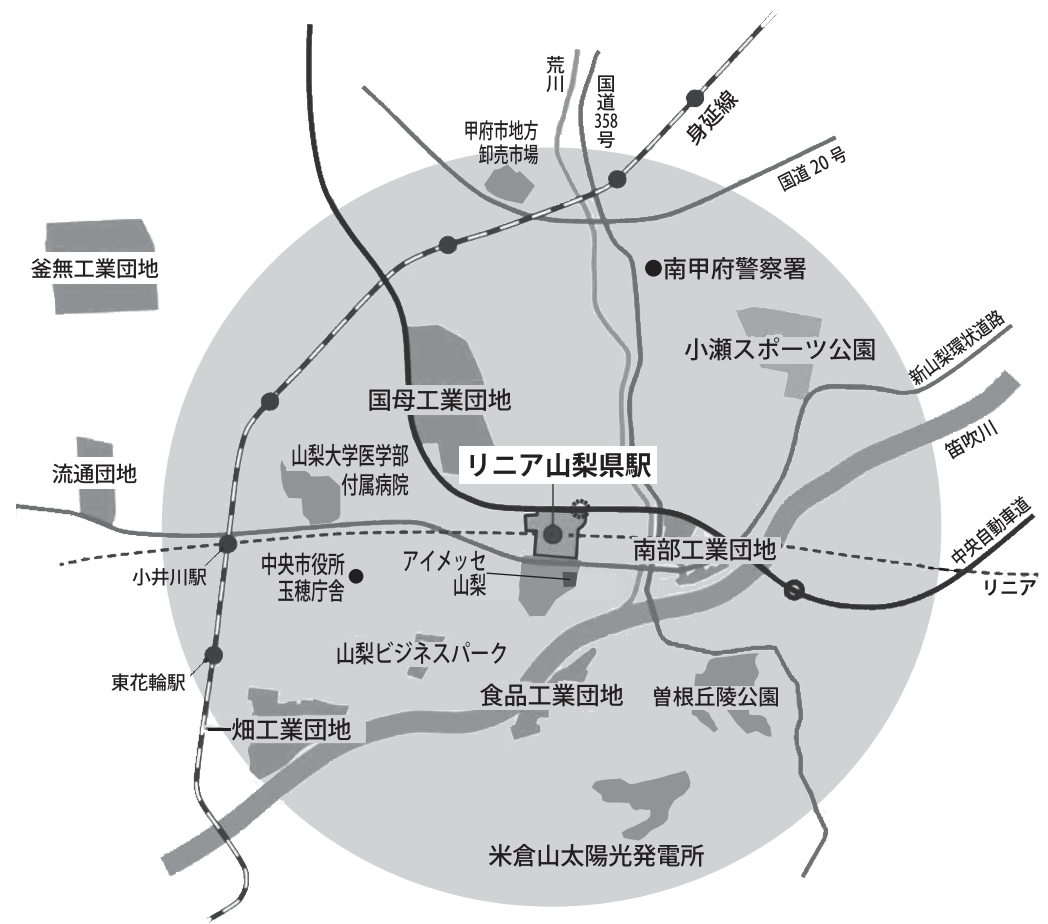 荒川
国道358号
身延線
甲府市地方
卸売市場
国道20号
釜無工業団地
南甲府警察署
小瀬スポーツ公園
新山梨環状道路
国母工業団地
笛吹川
山梨大学医学部
付属病院
リニア山梨県駅
流通団地
中央自動車道
南部工業団地
アイメッセ
山梨
中央市役所
玉穂庁舎
小井川駅
リニア
山梨ビジネスパーク
東花輪駅
食品工業団地
曽根丘陵公園
畑工業団地
米倉山太陽光発電所